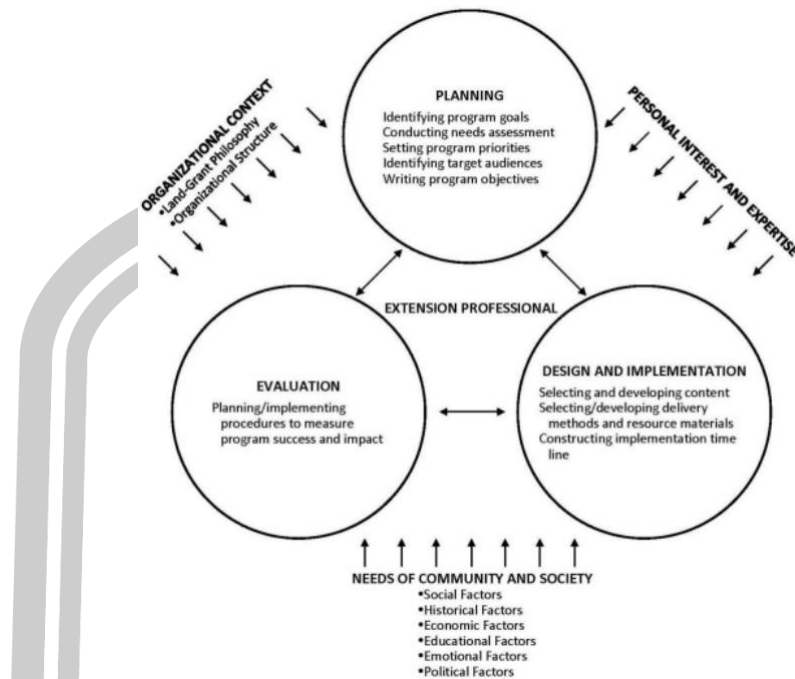 PLANNING
Identifying program goals
Conducting needs assessment
Setting program priorities
Identifying target audiences
Writing program objectives
ORGANIZATIONAL CONTEXT
•Land-Grant Philosophy
•Organizational Structure
PERSONAL INTEREST AND EXPERTISE
EXTENSION PROFESSIONAL
EVALUATION
Planning/implementing
procedures to measure
program success and impact
DESIGN AND IMPLEMENTATION
Selecting and developing content
Selecting/developing delivery
methods and resource materials
Constructing implementation time
line
NEEDS OF COMMUNITY AND SOCIETY
•Social Factors
•Historical Factors
•Economic Factors
•Educational Factors
•Emotional Factors
•Political Factors